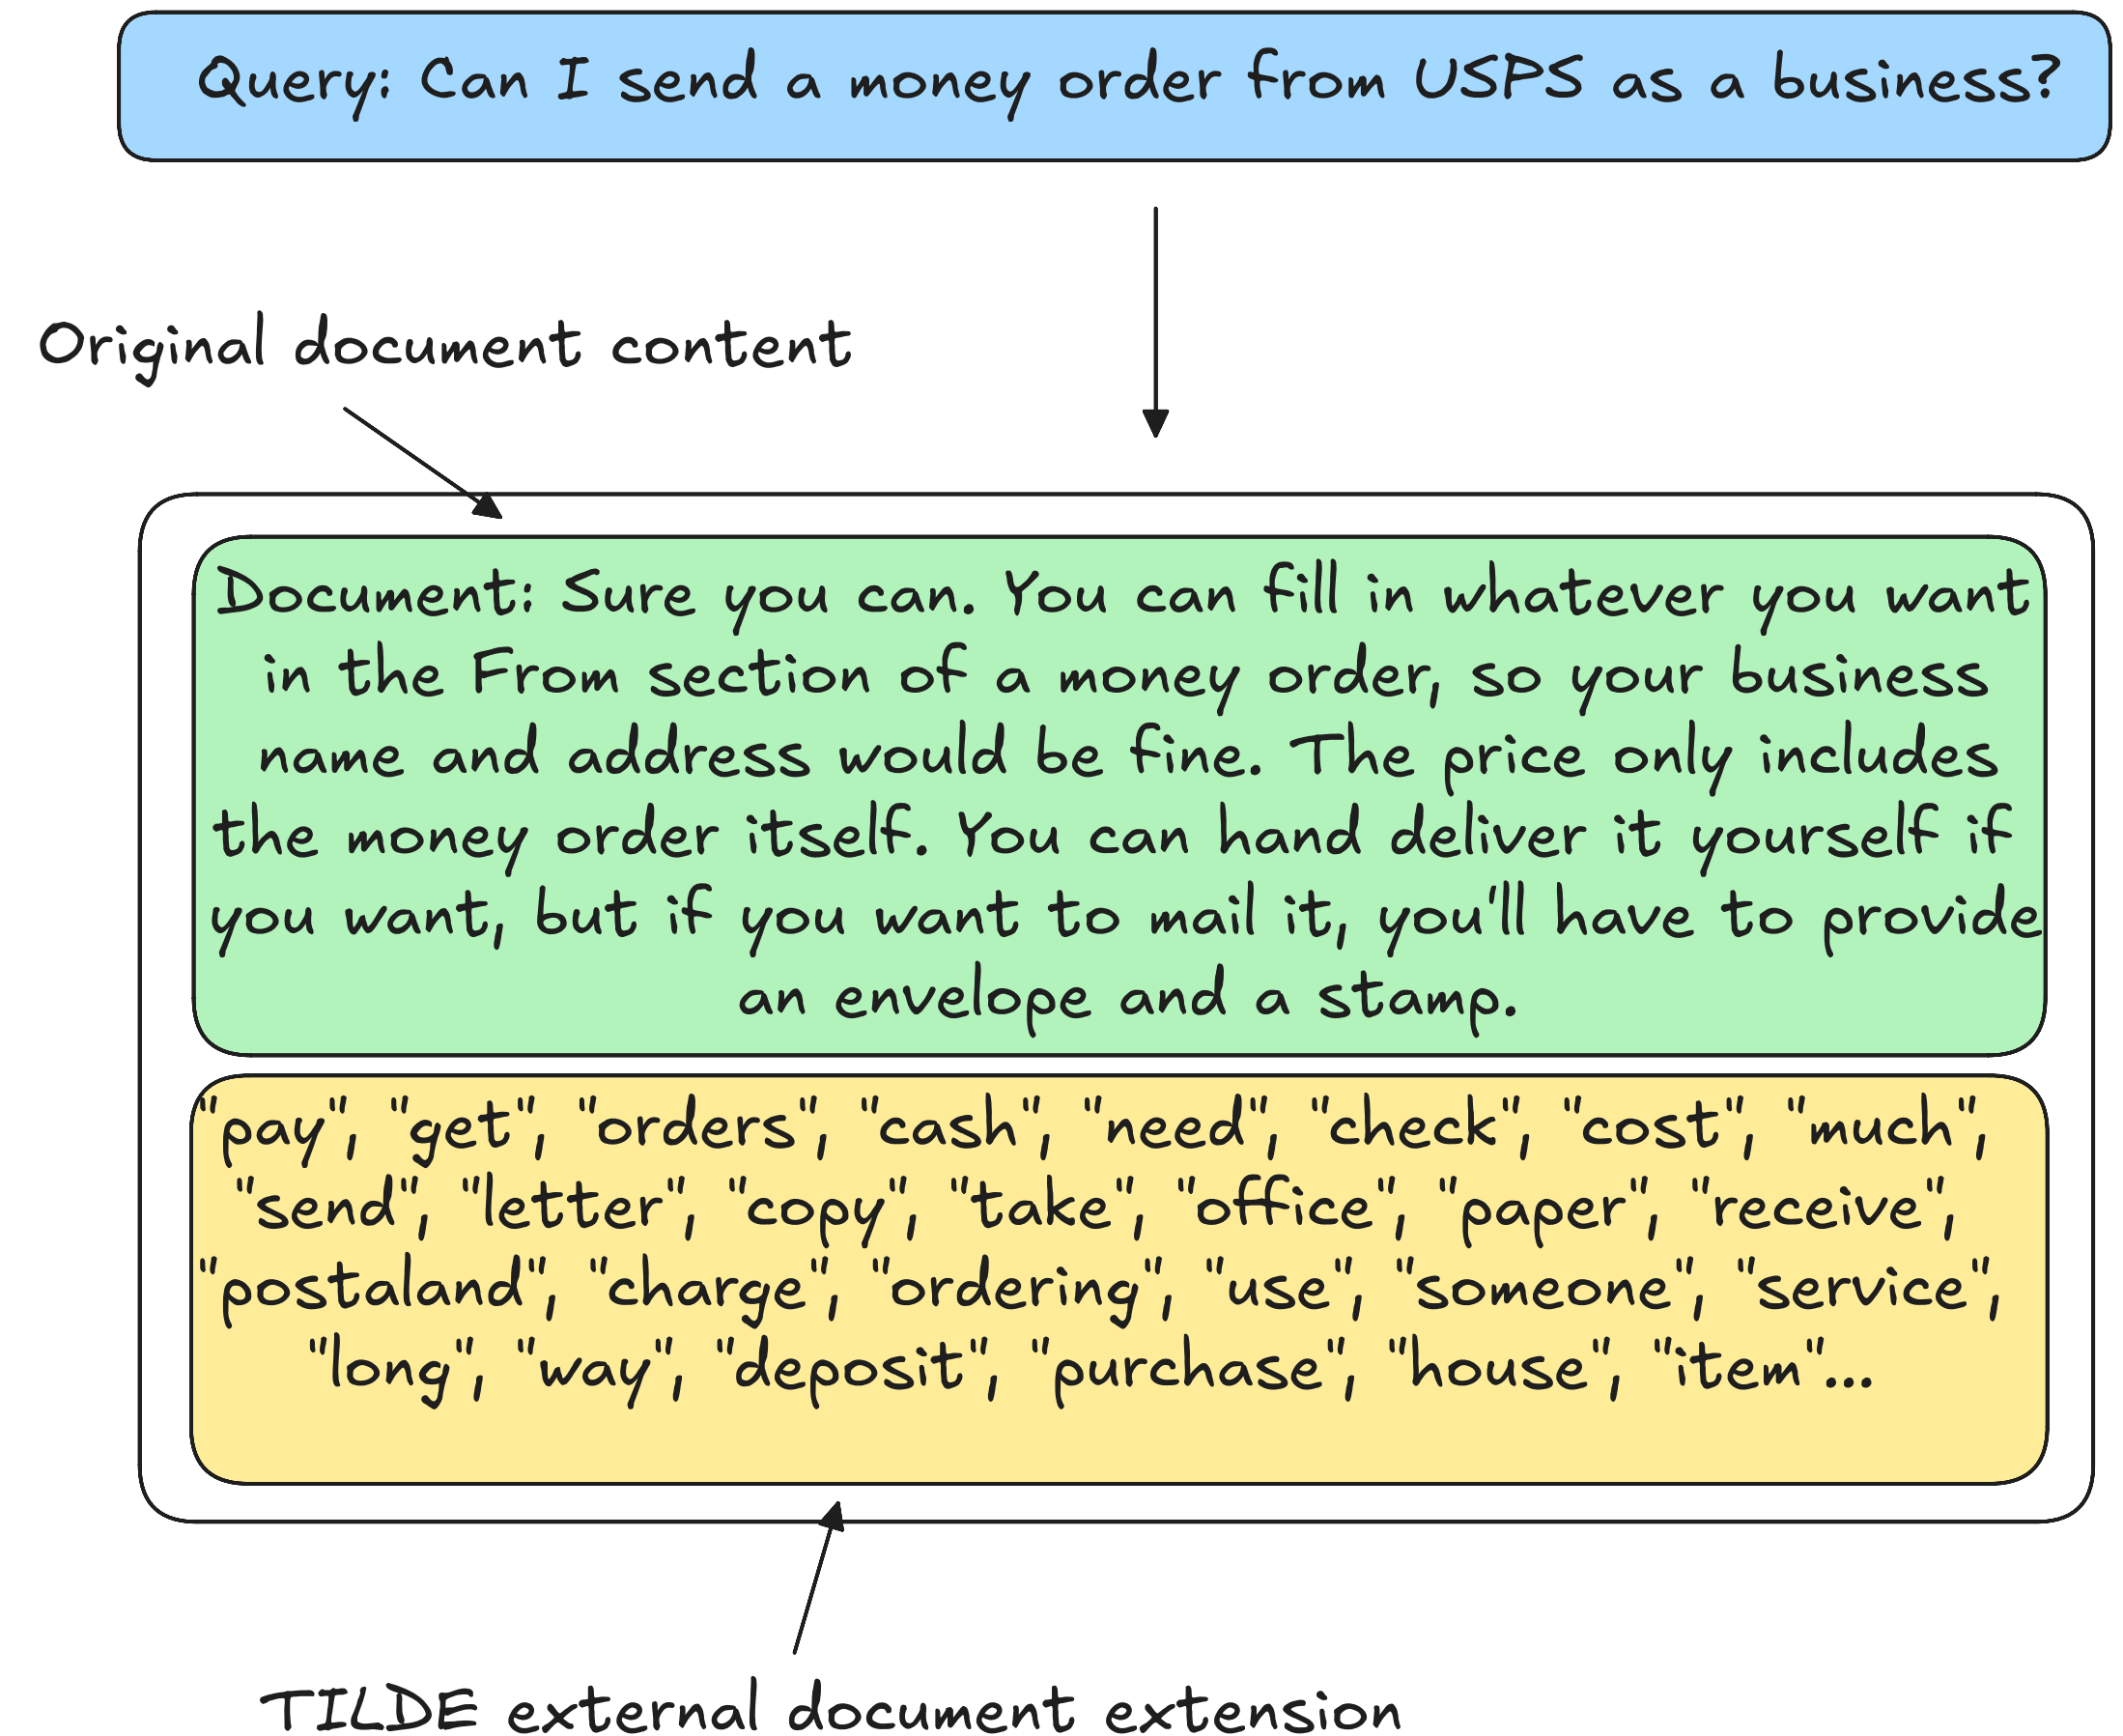 Query: Can I send a money order from USPS as a business?
Original document content
Document: Sure you can. You can fill in whatever you want
in the From section of a money order, so your business
name and address would be fine. The price only includes
the money order itself. You can hand deliver it yourself if
you want, but if you want to mail it, you'll have to provide
an envelope and a stamp.
"pay", "get", "orders", "cash", "need", "check", "cost", "much",
"send", "letter", "copy", "take", "office", "paper", "receive",
"postaland", "charge", "ordering", "use", "someone", "service",
"long", "way", "deposit", "purchase", "house", "item"...
TILDE external document extension